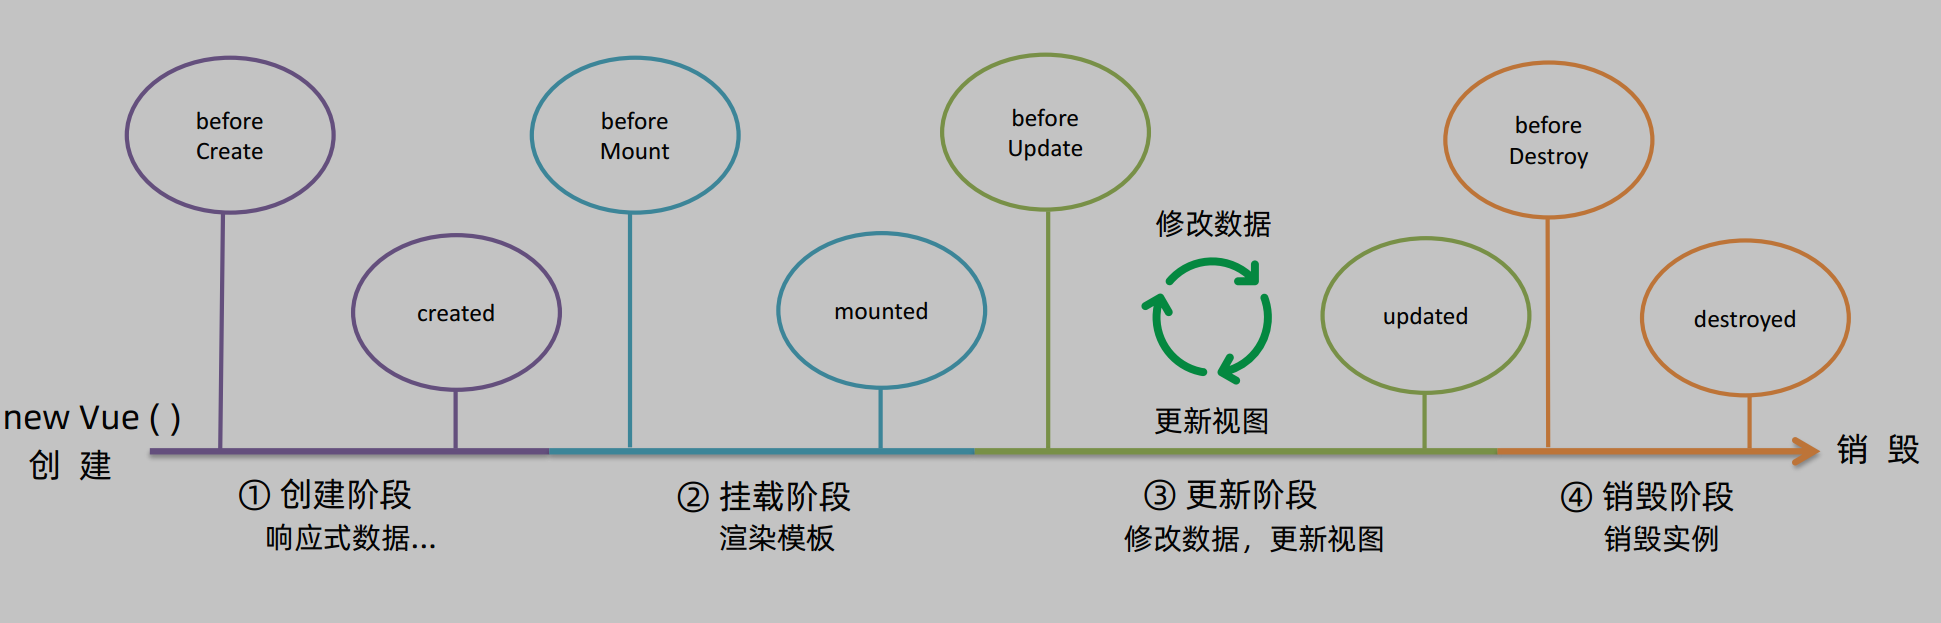 before
Create
before
Mount
before
Update
before
Destroy
修改数据
created
mounted
updated
destroyed
更新视图
new Vue ( )
创 建
销 毁
① 创建阶段
响应式数据...
② 挂载阶段
渲染模板
③ 更新阶段
修改数据，更新视图
④ 销毁阶段
销毁实例